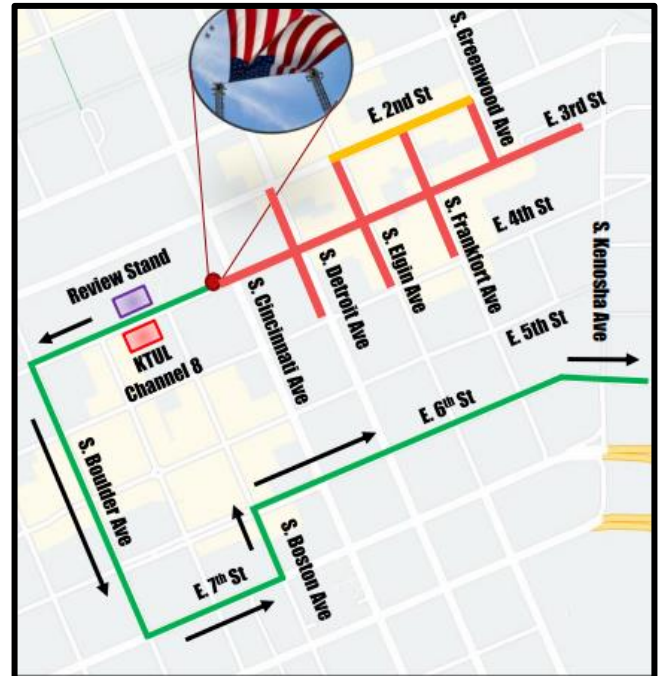 S. Greenwood Ave
E. 2nd St
E. 3rd St
E. 4th St
S. Frankfort Ave
S. Elgin Ave
S. Detroit Ave
S. Cincinnati Ave
S. Kenosha Ave
E. 5th St
Review Stand
KTUL
Channel 8
E. 6th St
S. Boulder Ave
S. Boston Ave
E. 7th St